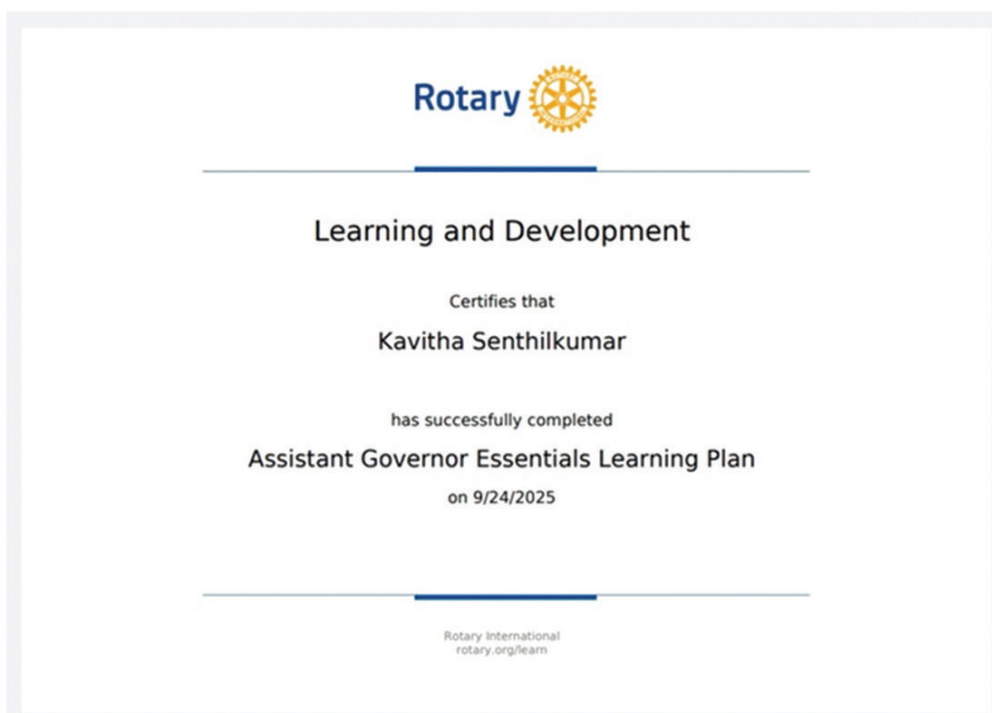 Rotary
Learning and Development
Certifies that
Kavitha Senthilkumar
has successfully completed
Assistant Governor Essentials Learning Plan
on 9/24/2025
Rotary International
rotary.org/learn